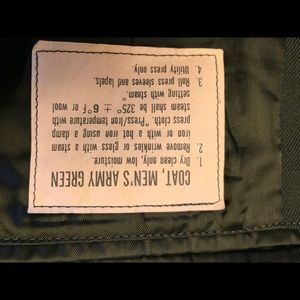 COAT, MEN'S ARMY GREEN
1. Dry clean only, low moisture.
2. Remove wrinkles or gloss with a steam
or iron or a hot iron using a damp
press cloth "Press/Iron temperature with
steam shall be 325° ± 6°F or wool
setting with steam."
3. Roll press sleeves and lapels.
4. Utility press only.